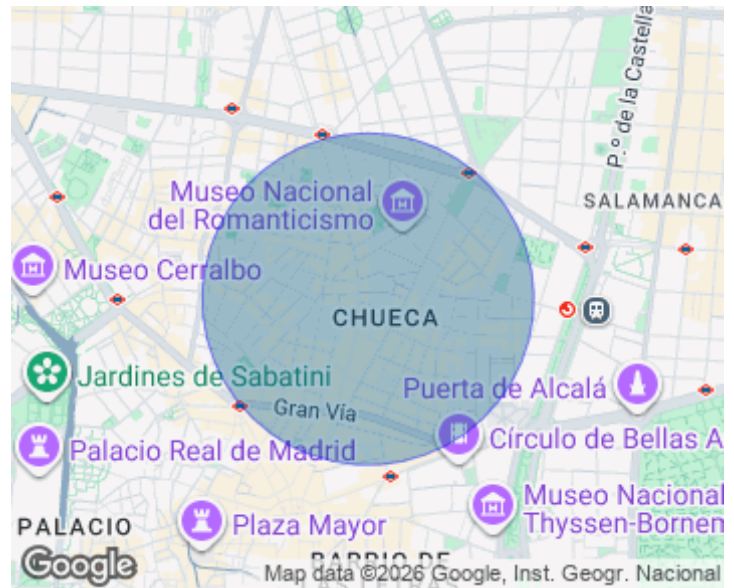 P.º de la Castella
Museo Nacional
del Romanticismo
SALAMANCA
Museo Cerralbo
CHUECA
Jardines de Sabatini
Puerta de Alcalá
Gran Vía
Círculo de Bellas A
Palacio Real de Madrid
Museo Nacional
Thyssen-Bornem
PALACIO
Plaza Mayor
BARRIO DE
Google
Map data ©2026 Google, Inst. Geogr. Nacional